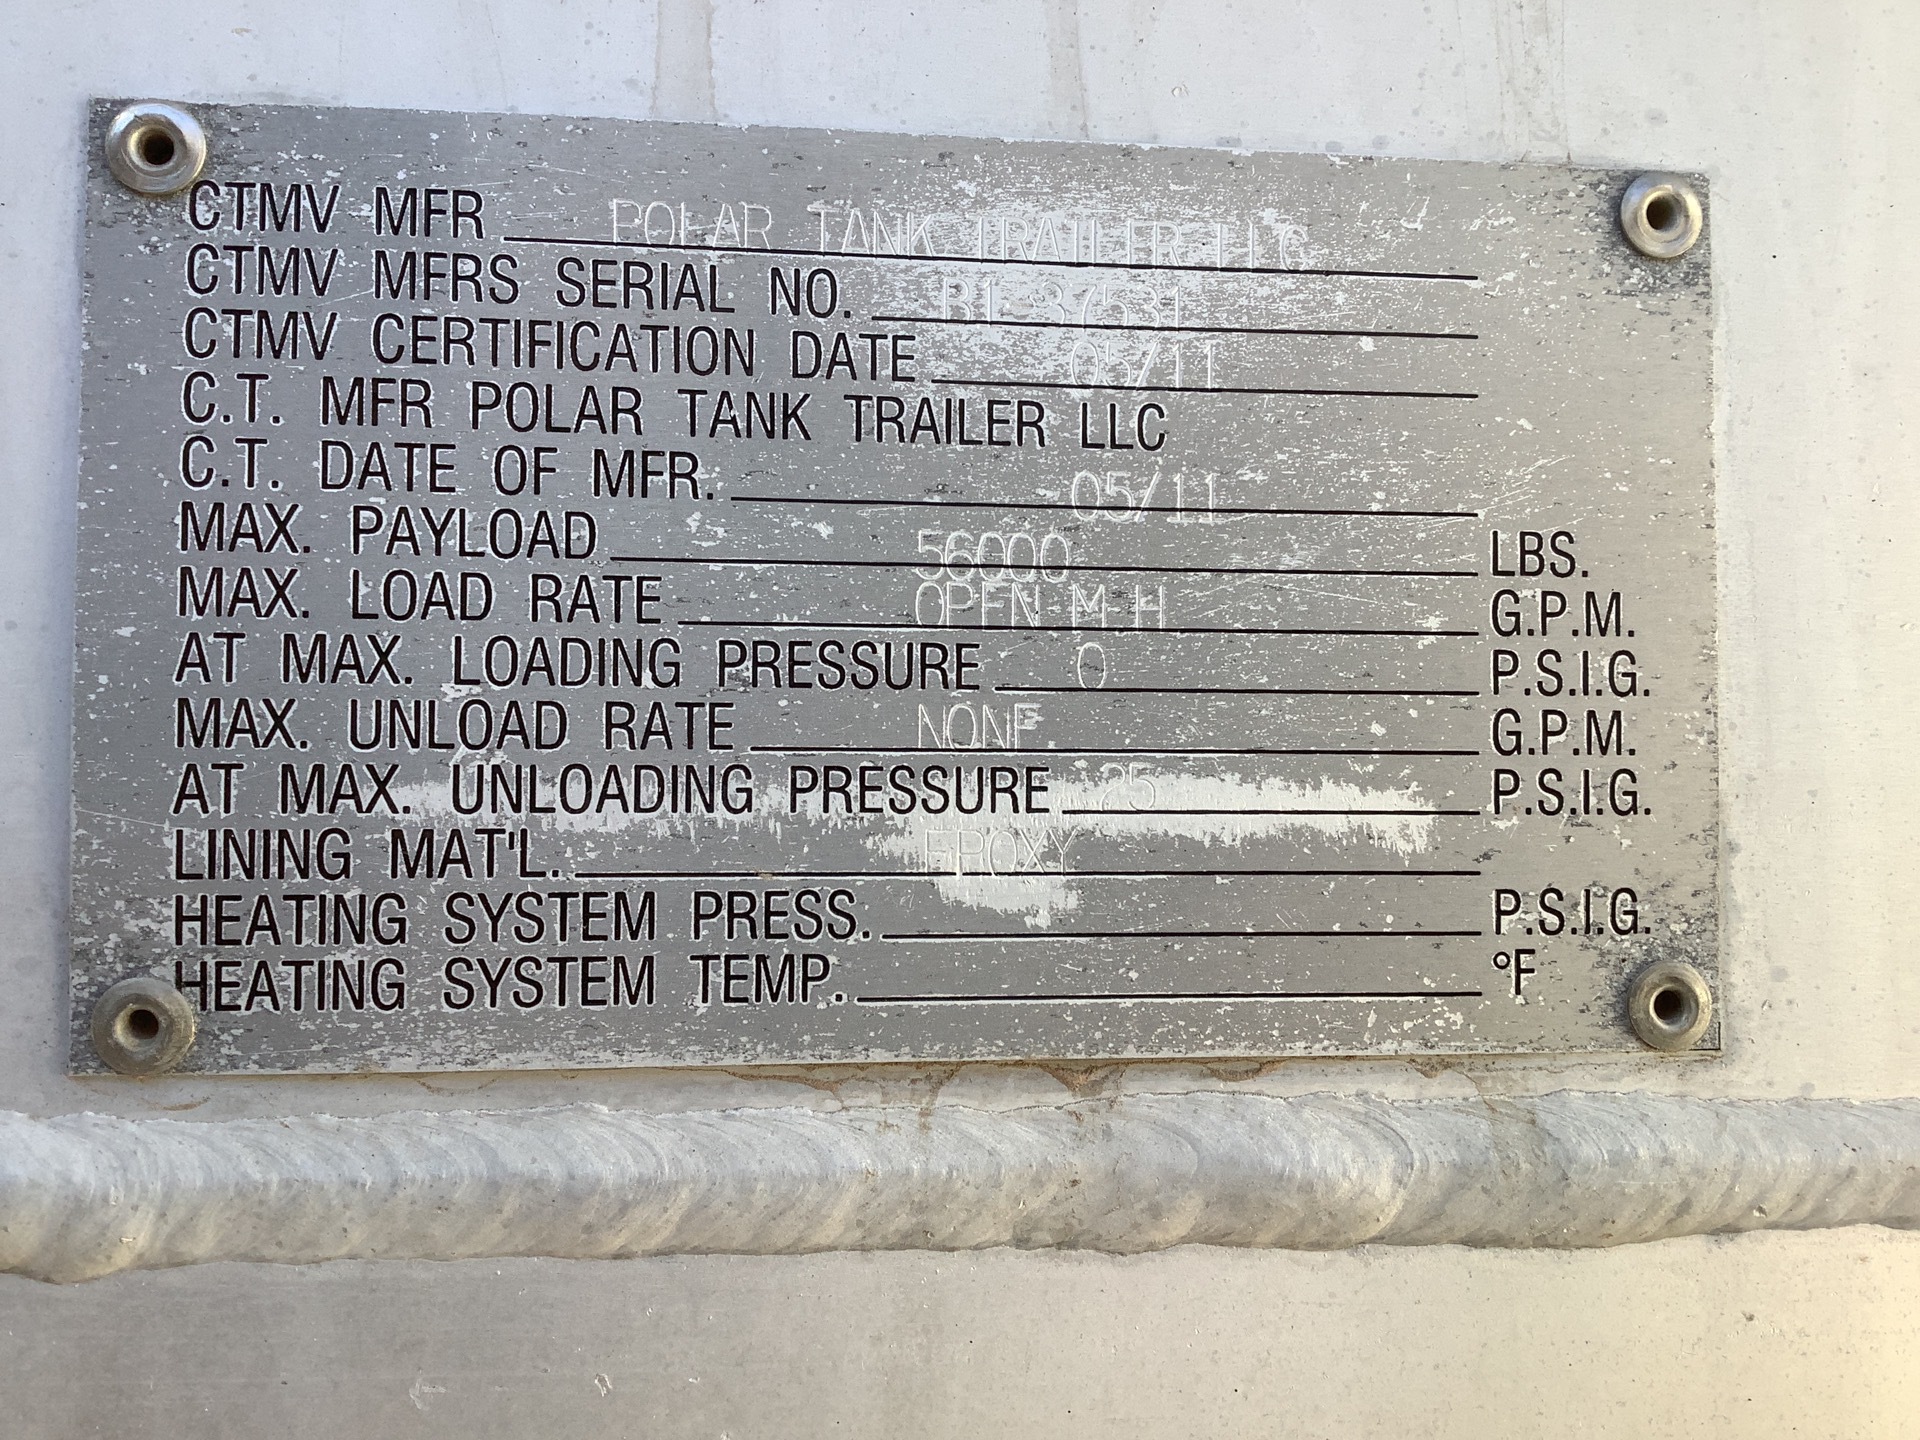 CTMV MFR POLAR TANK TRAILER LLC
CTMV MFRS SERIAL NO. BL-37531
CTMV CERTIFICATION DATE 05/11
C.T. MFR POLAR TANK TRAILER LLC
C.T. DATE OF MFR. 05/11
MAX. PAYLOAD 56000 LBS.
MAX. LOAD RATE OPEN M-H G.P.M.
AT MAX. LOADING PRESSURE 0 P.S.I.G.
MAX. UNLOAD RATE NONE G.P.M.
AT MAX. UNLOADING PRESSURE 25 P.S.I.G.
LINING MAT'L. EPOXY
HEATING SYSTEM PRESS. P.S.I.G.
HEATING SYSTEM TEMP. °F